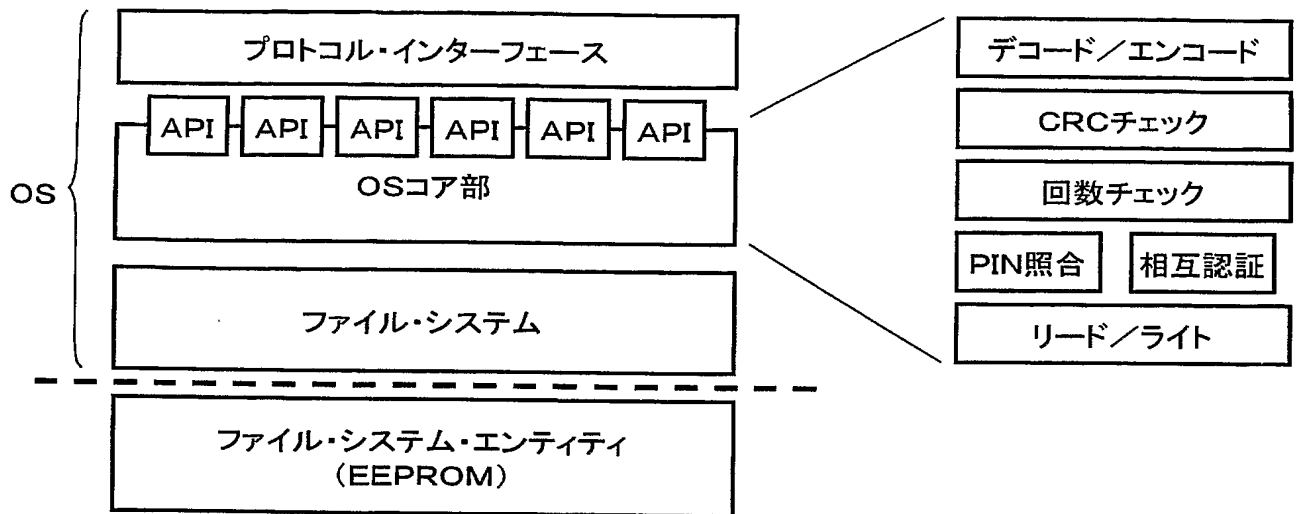 プロトコル・インターフェース
API API API API API API
OSコア部
OS
ファイル・システム
ファイル・システム・エンティティ
(EEPROM)
デコード/エンコード
CRCチェック
回数チェック
PIN照合 相互認証
リード/ライト